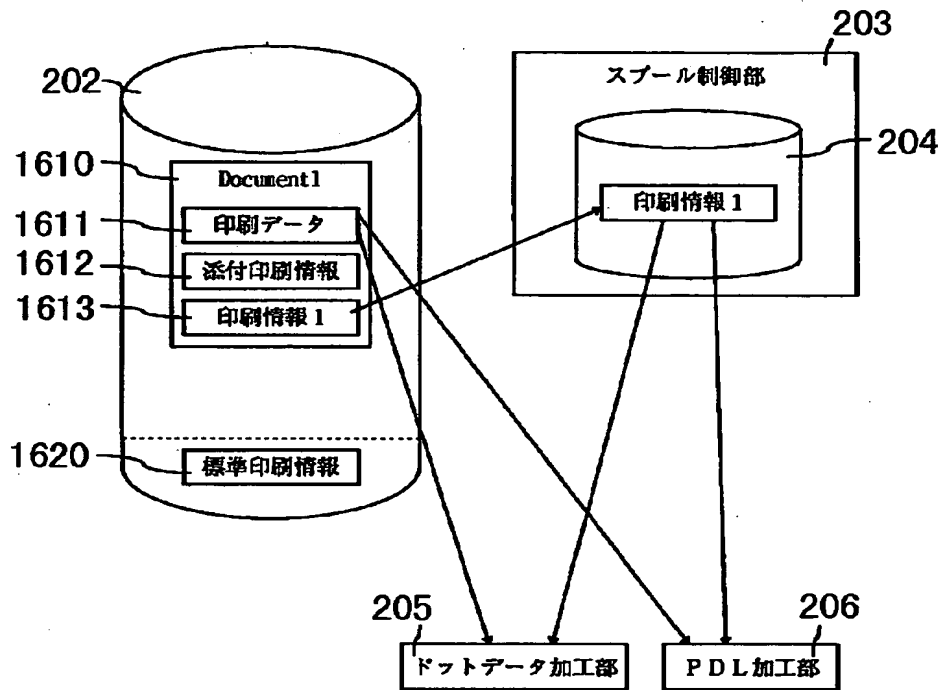 203
スプール制御部
202
204
1610
Document1
印刷情報1
1611
印刷データ
1612
添付印刷情報
1613
印刷情報1
1620
標準印刷情報
205
206
ドットデータ加工部
PDL加工部